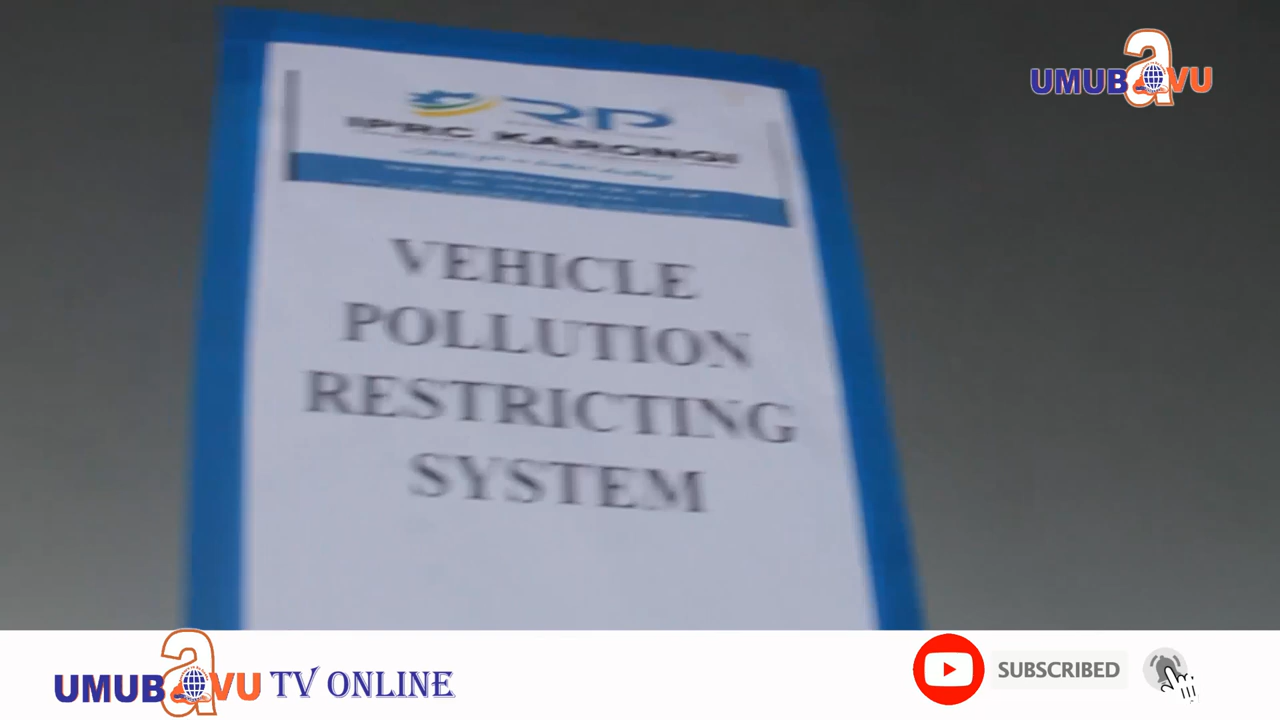 UMUBaVU
RP
IPRC KARONGI
VEHICLE
POLLUTION
RESTRICTING
SYSTEM
UMUBaVU TV ONLINE
SUBSCRIBED